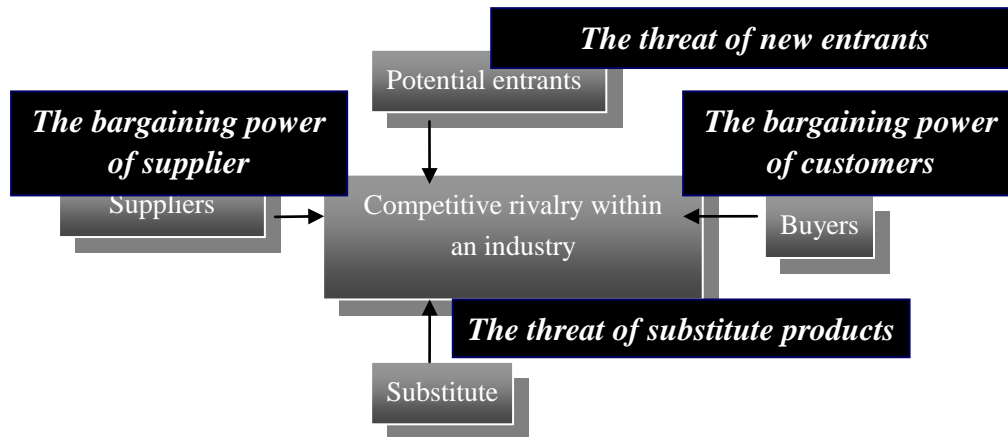 The threat of new entrants
Potential entrants
The bargaining power
of supplier
The bargaining power
of customers
Suppliers
Competitive rivalry within
an industry
Buyers
The threat of substitute products
Substitute